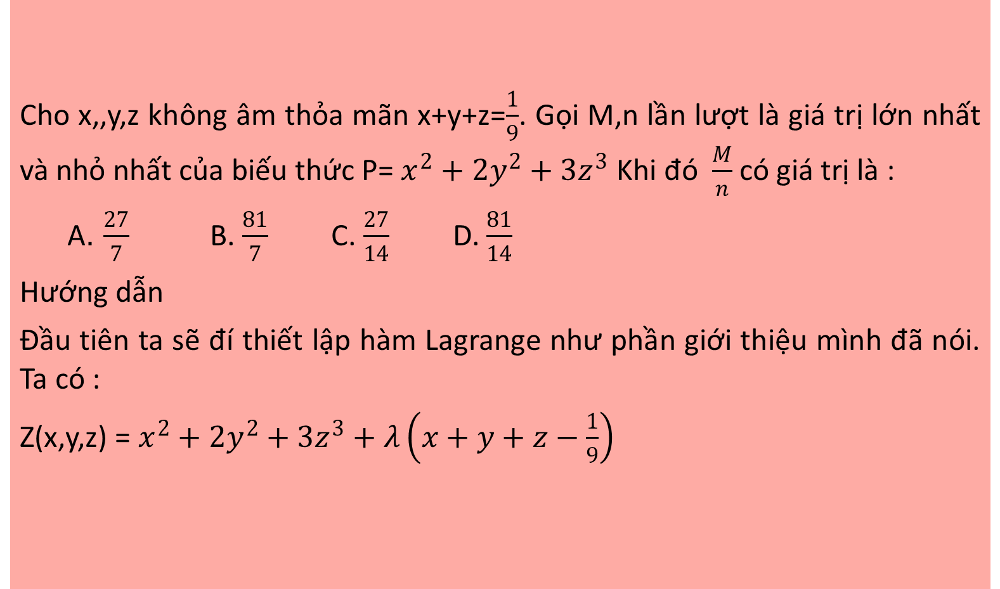 Cho x,,y,z không âm thỏa mãn x+y+z=\frac{1}{9}. Gọi M,n lần lượt là giá trị lớn nhất
và nhỏ nhất của biếu thức P= x^2 + 2y^2 + 3z^3 Khi đó \frac{M}{n} có giá trị là :
A. \frac{27}{7} B. \frac{81}{7} C. \frac{27}{14} D. \frac{81}{14}
Hướng dẫn
Đầu tiên ta sẽ đí thiết lập hàm Lagrange như phần giới thiệu mình đã nói.
Ta có :
Z(x,y,z) = x^2 + 2y^2 + 3z^3 + λ(x + y + z − \frac{1}{9})